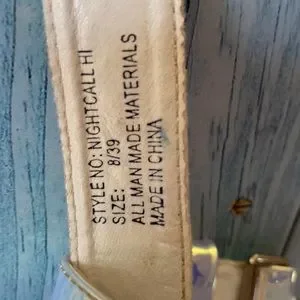 STYLE NO: NIGHTCALL HI
SIZE: 8/39
ALL MAN MADE MATERIALS
MADE IN CHINA